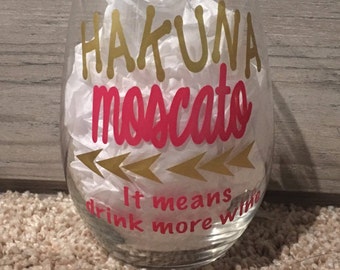 HAKUNA
moscato
It means
drink more wine